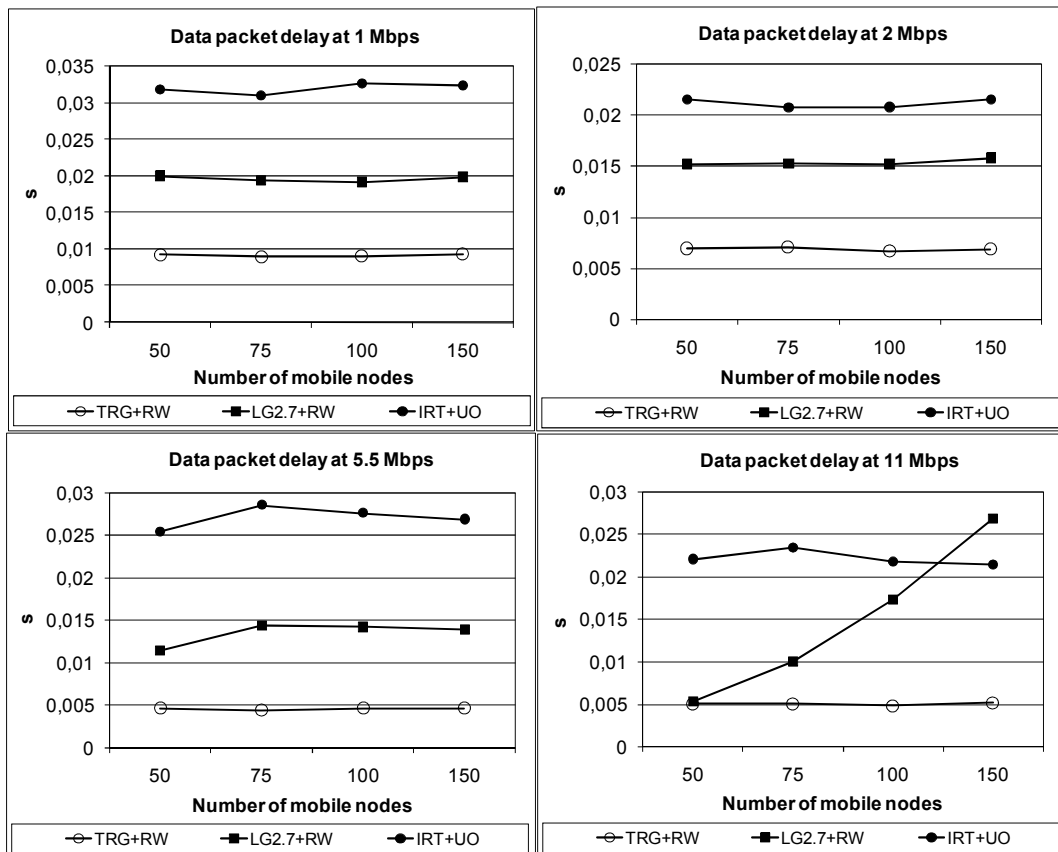 Data packet delay at 1 Mbps
0,035
0,03
0,025
0,02
0,015
0,01
0,005
0
s
50 75 100 150
Number of mobile nodes
TRG+RW LG2.7+RW IRT+UO
Data packet delay at 2 Mbps
0,025
0,02
0,015
0,01
0,005
0
s
50 75 100 150
Number of mobile nodes
TRG+RW LG2.7+RW IRT+UO
Data packet delay at 5.5 Mbps
0,03
0,025
0,02
0,015
0,01
0,005
0
s
50 75 100 150
Number of mobile nodes
TRG+RW LG2.7+RW IRT+UO
Data packet delay at 11 Mbps
0,03
0,025
0,02
0,015
0,01
0,005
0
s
50 75 100 150
Number of mobile nodes
TRG+RW LG2.7+RW IRT+UO